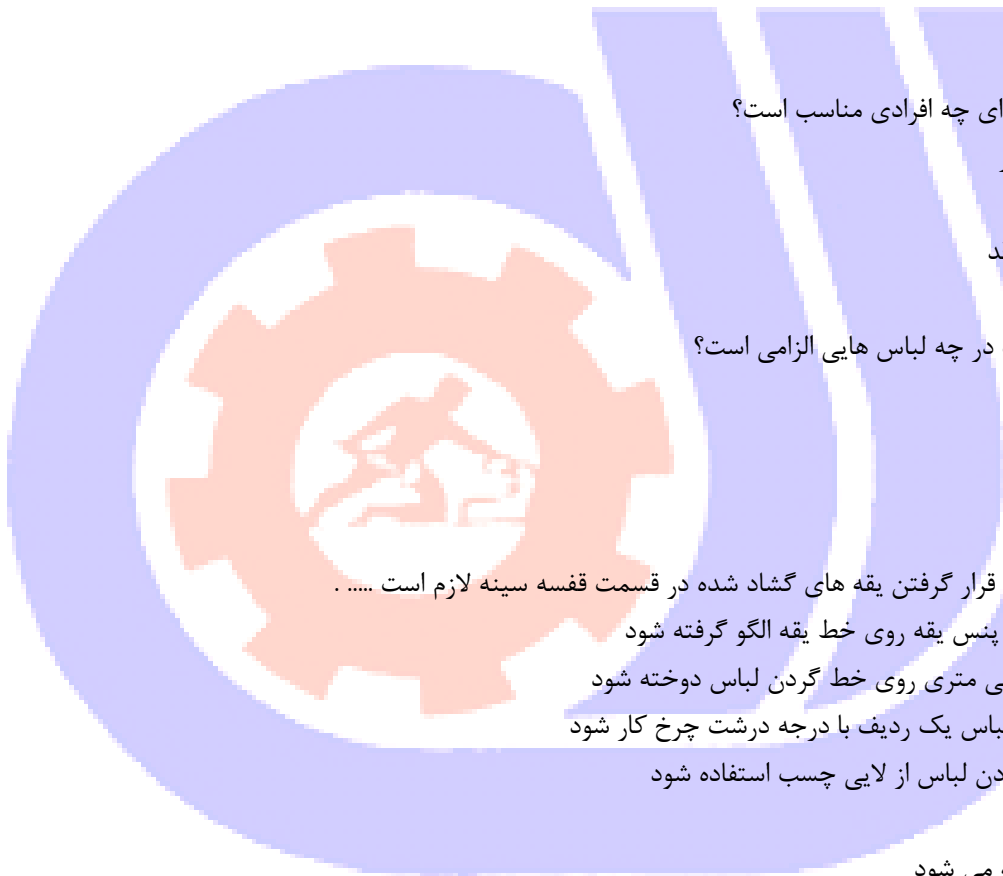 ای چه افرادی مناسب است؟
د
در چه لباس هایی الزامی است؟
قرار گرفتن یقه های گشاد شده در قسمت قفسه سینه لازم است ..... .
پنس یقه روی خط یقه الگو گرفته شود
ی متری روی خط گردن لباس دوخته شود
باس یک ردیف با درجه درشت چرخ کار شود
دن لباس از لایی چسب استفاده شود
می شود